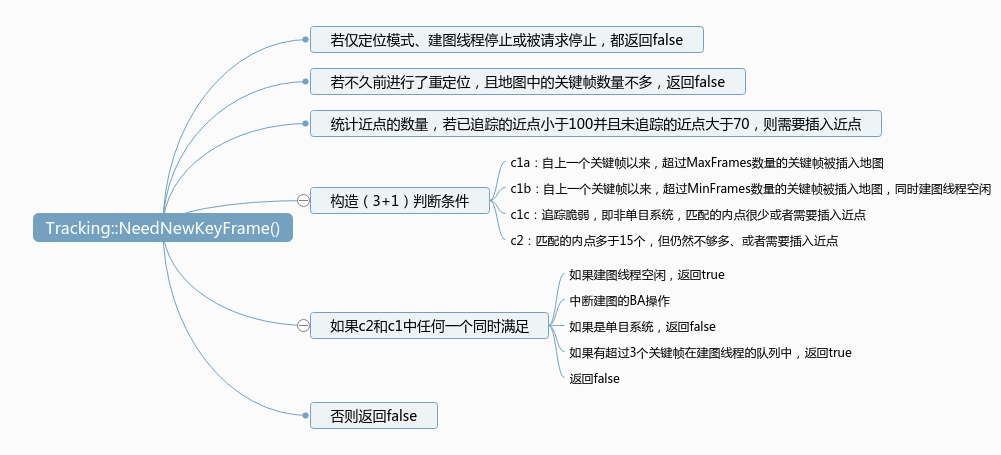 若仅定位模式、建图线程停止或被请求停止，都返回false
若不久前进行了重定位，且地图中的关键帧数量不多，返回false
统计近点的数量，若已追踪的近点小于100并且未追踪的近点大于70，则需要插入近点
Tracking::NeedNewKeyFrame()
构造（3+1）判断条件
c1a：自上一个关键帧以来，超过MaxFrames数量的关键帧被插入地图
c1b：自上一个关键帧以来，超过MinFrames数量的关键帧被插入地图，同时建图线程空闲
c1c：追踪脆弱，即非单目系统，匹配的内点很少或者需要插入近点
c2：匹配的内点多于15个，但仍然不够多、或者需要插入近点
如果c2和c1中任何一个同时满足
如果建图线程空闲，返回true
中断建图的BA操作
如果是单目系统，返回false
如果有超过3个关键帧在建图线程的队列中，返回true
返回false
否则返回false